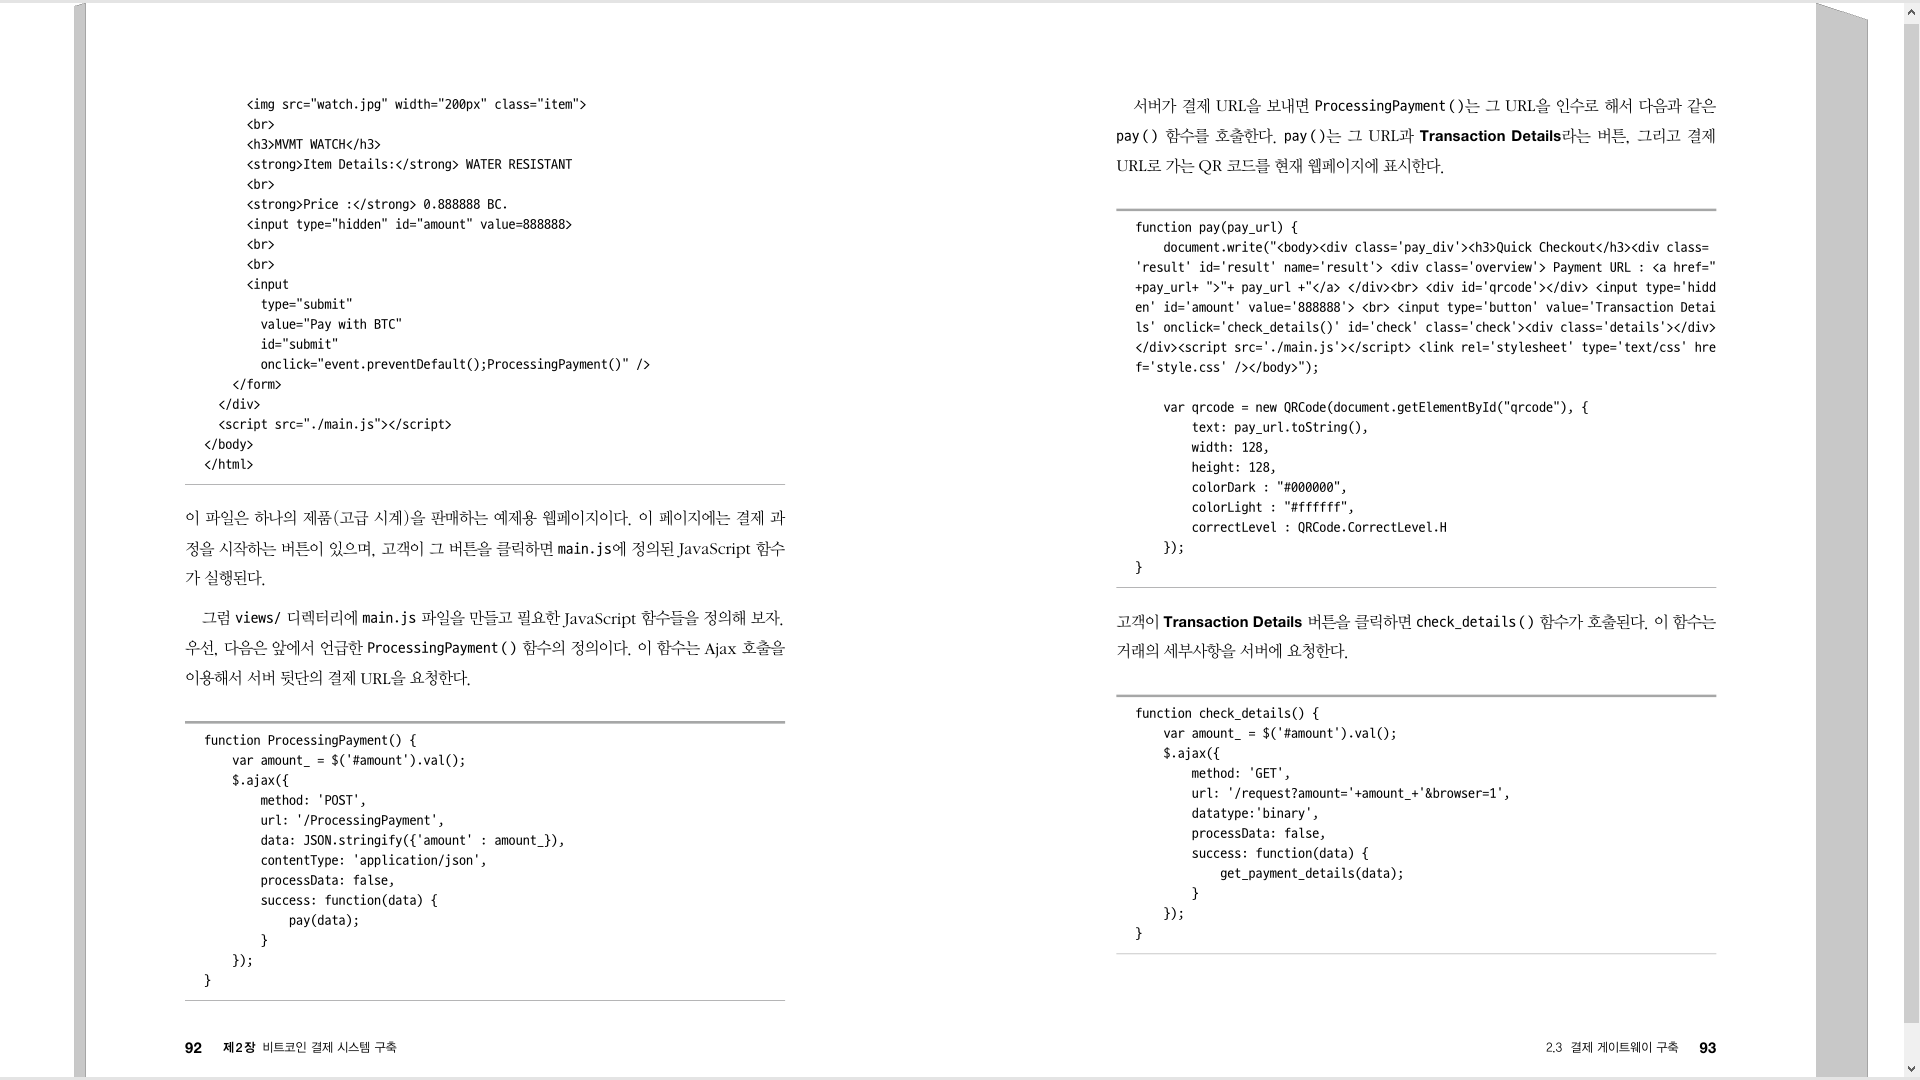 <img src="watch.jpg" width="200px" class="item">
<br>
<h3>MVMT WATCH</h3>
<strong>Item Details:</strong> WATER RESISTANT
<br>
<strong>Price :</strong> 0.888888 BC.
<input type="hidden" id="amount" value=888888>
<br>
<br>
<input
type="submit"
value="Pay with BTC"
id="submit"
onclick="event.preventDefault();ProcessingPayment()" />
</form>
</div>
<script src="./main.js"></script>
</body>
</html>
이 파일은 하나의 제품(고급 시계)을 판매하는 예제용 웹페이지이다. 이 페이지에는 결제 과
정을 시작하는 버튼이 있으며, 고객이 그 버튼을 클릭하면 main.js에 정의된 JavaScript 함수
가 실행된다.
그럼 views/ 디렉터리에 main.js 파일을 만들고 필요한 JavaScript 함수들을 정의해 보자.
우선, 다음은 앞에서 언급한 ProcessingPayment() 함수의 정의이다. 이 함수는 Ajax 호출을
이용해서 서버 뒷단의 결제 URL을 요청한다.
function ProcessingPayment() {
var amount_ = $('#amount').val();
$.ajax({
method: 'POST',
url: '/ProcessingPayment',
data: JSON.stringify({'amount' : amount_}),
contentType: 'application/json',
processData: false,
success: function(data) {
pay(data);
}
});
}
92 제2장 비트코인 결제 시스템 구축
서버가 결제 URL을 보내면 ProcessingPayment()는 그 URL을 인수로 해서 다음과 같은
pay() 함수를 호출한다. pay()는 그 URL과 Transaction Details라는 버튼, 그리고 결제
URL로 가는 QR 코드를 현재 웹페이지에 표시한다.
function pay(pay_url) {
document.write("<body><div class='pay_div'><h3>Quick Checkout</h3><div class=
'result' id='result' name='result'> <div class='overview'> Payment URL : <a href="
+pay_url+ ">"+ pay_url +"</a> </div><br> <div id='qrcode'></div> <input type='hidd
en' id='amount' value='888888'> <br> <input type='button' value='Transaction Detai
ls' onclick='check_details()' id='check' class='check'><div class='details'></div>
</div><script src='./main.js'></script> <link rel='stylesheet' type='text/css' hre
f='style.css' /></body>");
var qrcode = new QRCode(document.getElementById("qrcode"), {
text: pay_url.toString(),
width: 128,
height: 128,
colorDark : "#000000",
colorLight : "#ffffff",
correctLevel : QRCode.CorrectLevel.H
});
}
고객이 Transaction Details 버튼을 클릭하면 check_details() 함수가 호출된다. 이 함수는
거래의 세부사항을 서버에 요청한다.
function check_details() {
var amount_ = $('#amount').val();
$.ajax({
method: 'GET',
url: '/request?amount='+amount_+'&browser=1',
datatype:'binary',
processData: false,
success: function(data) {
get_payment_details(data);
}
});
}
2.3 결제 게이트웨이 구축 93